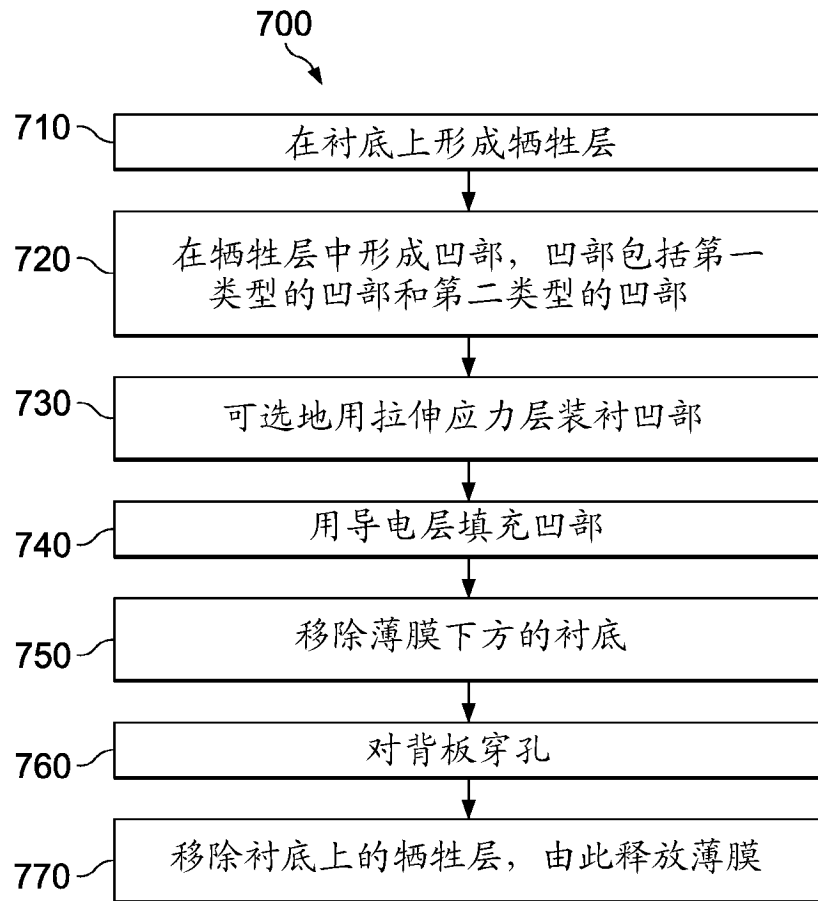 700
710
在衬底上形成牺牲层
720
在牺牲层中形成凹部，凹部包括第一
类型的凹部和第二类型的凹部
730
可选地用拉伸应力层装衬凹部
740
用导电层填充凹部
750
移除薄膜下方的衬底
760
对背板穿孔
770
移除衬底上的牺牲层，由此释放薄膜